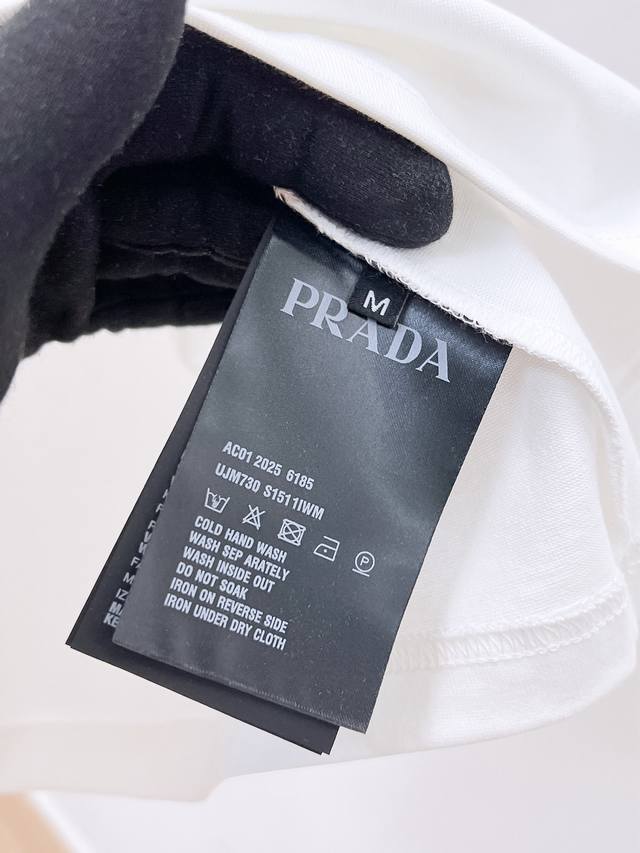 M
PRADA
AC01 2025 6185
UJM730 S1511IWM
P
COLD HAND WASH
WASH SEP ARATELY
WASH INSIDE OUT
DO NOT SOAK
IRON ON REVERSE SIDE
IRON UNDER DRY CLOTH